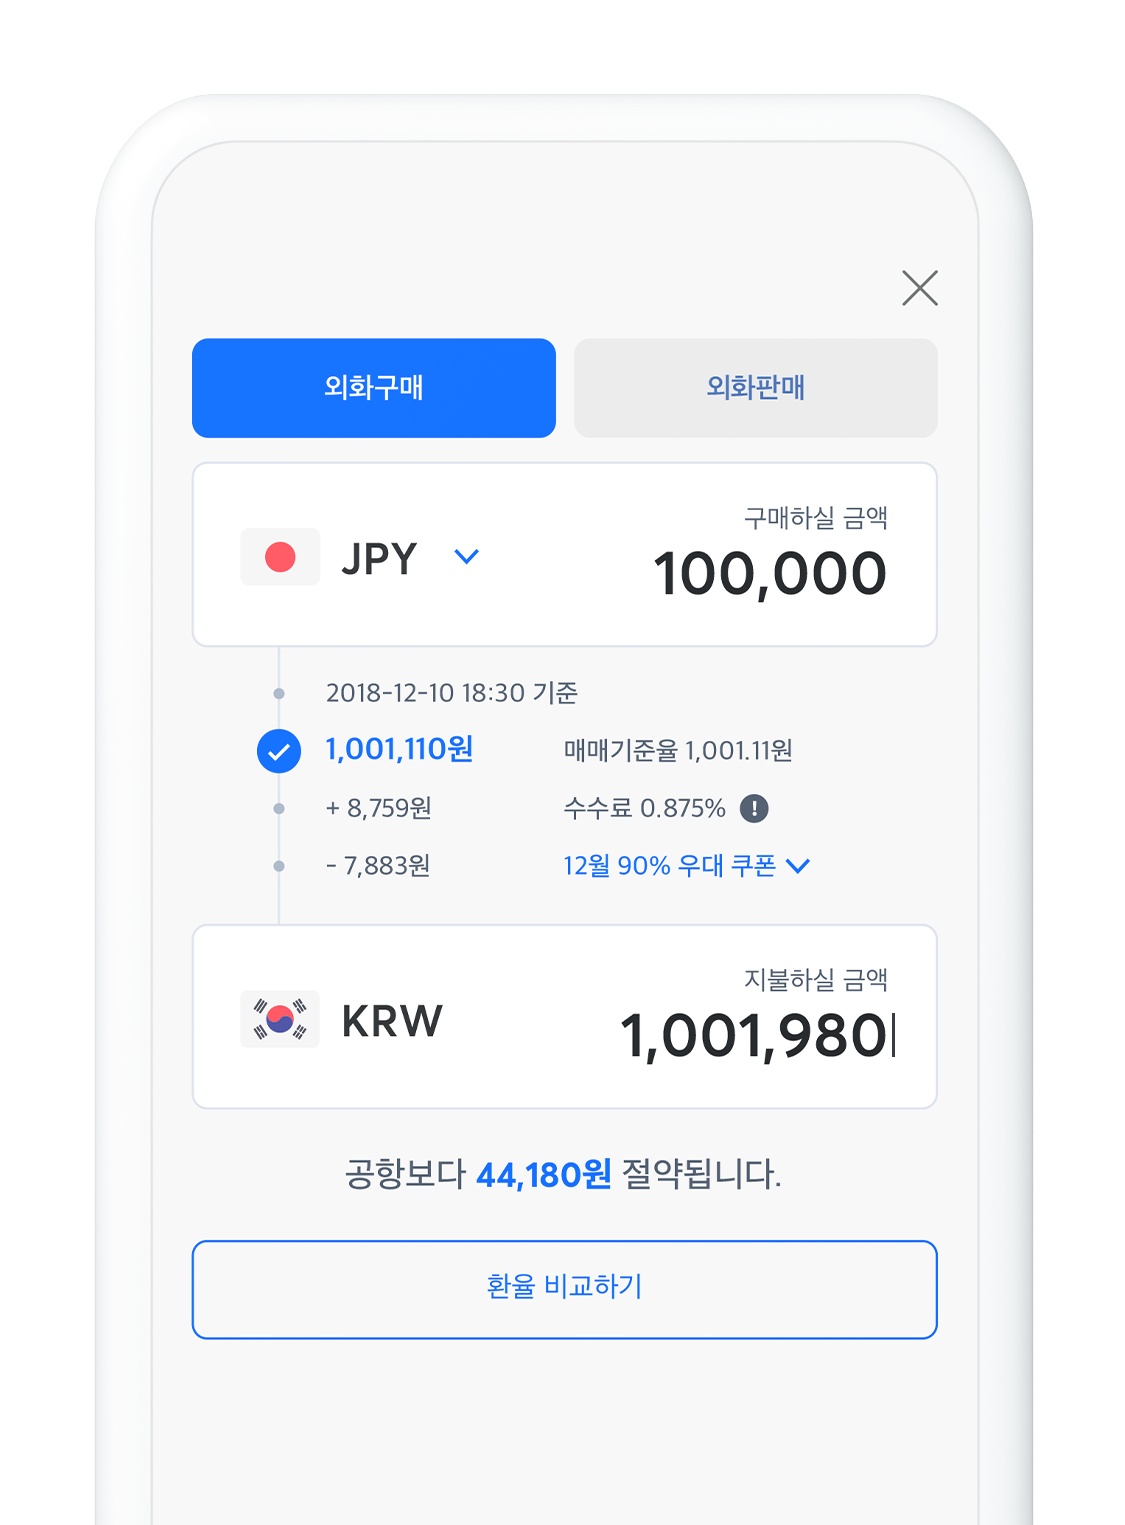 외화구매 외화판매
구매하실 금액
JPY 100,000
2018-12-10 18:30 기준
1,001,110원 매매기준율 1,001.11원
+ 8,759원 수수료 0.875% !
- 7,883원 12월 90% 우대 쿠폰
지불하실 금액
KRW 1,001,980
공항보다 44,180원 절약됩니다.
환율 비교하기